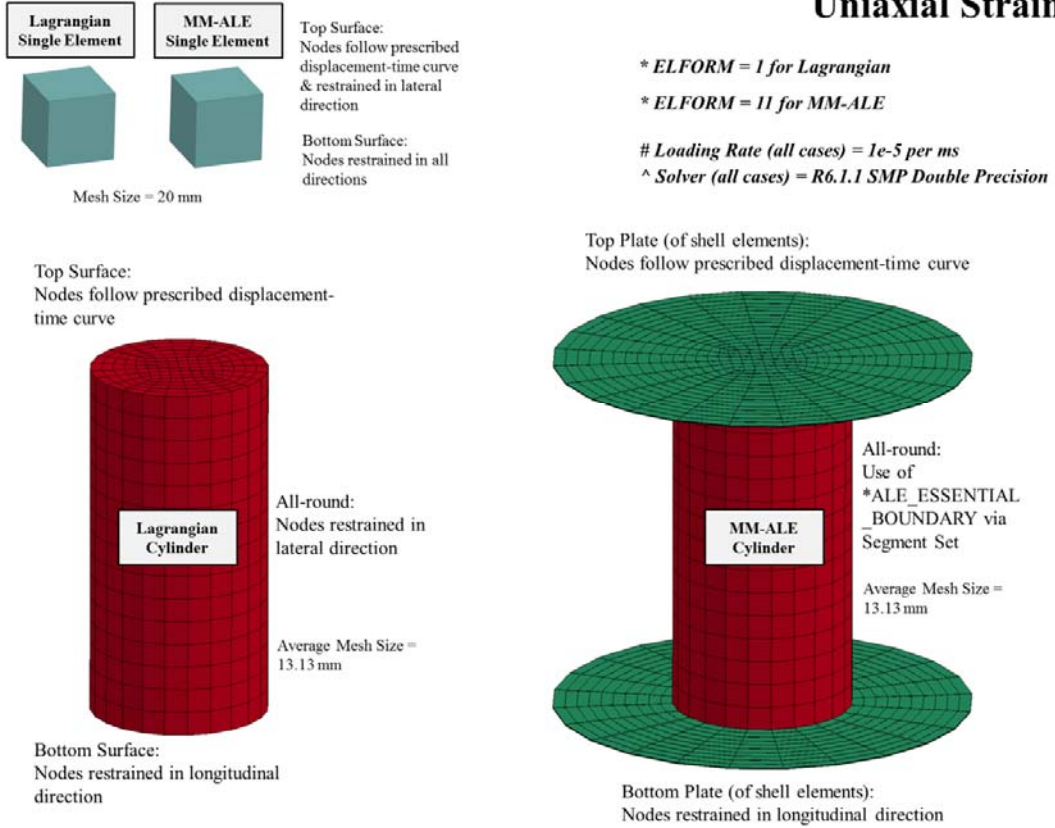 Uniaxial Strain
Lagrangian
Single Element
MM-ALE
Single Element
Top Surface:
Nodes follow prescribed
displacement-time curve
& restrained in lateral
direction
Bottom Surface:
Nodes restrained in all
directions
Mesh Size = 20 mm
* ELFORM = 1 for Lagrangian
* ELFORM = 11 for MM-ALE
# Loading Rate (all cases) = 1e-5 per ms
^ Solver (all cases) = R6.1.1 SMP Double Precision
Top Surface:
Nodes follow prescribed displacement-
time curve
Lagrangian
Cylinder
All-round:
Nodes restrained in
lateral direction
Average Mesh Size =
13.13 mm
Bottom Surface:
Nodes restrained in longitudinal
direction
Top Plate (of shell elements):
Nodes follow prescribed displacement-time curve
MM-ALE
Cylinder
All-round:
Use of
*ALE_ESSENTIAL
_BOUNDARY via
Segment Set
Average Mesh Size =
13.13 mm
Bottom Plate (of shell elements):
Nodes restrained in longitudinal direction